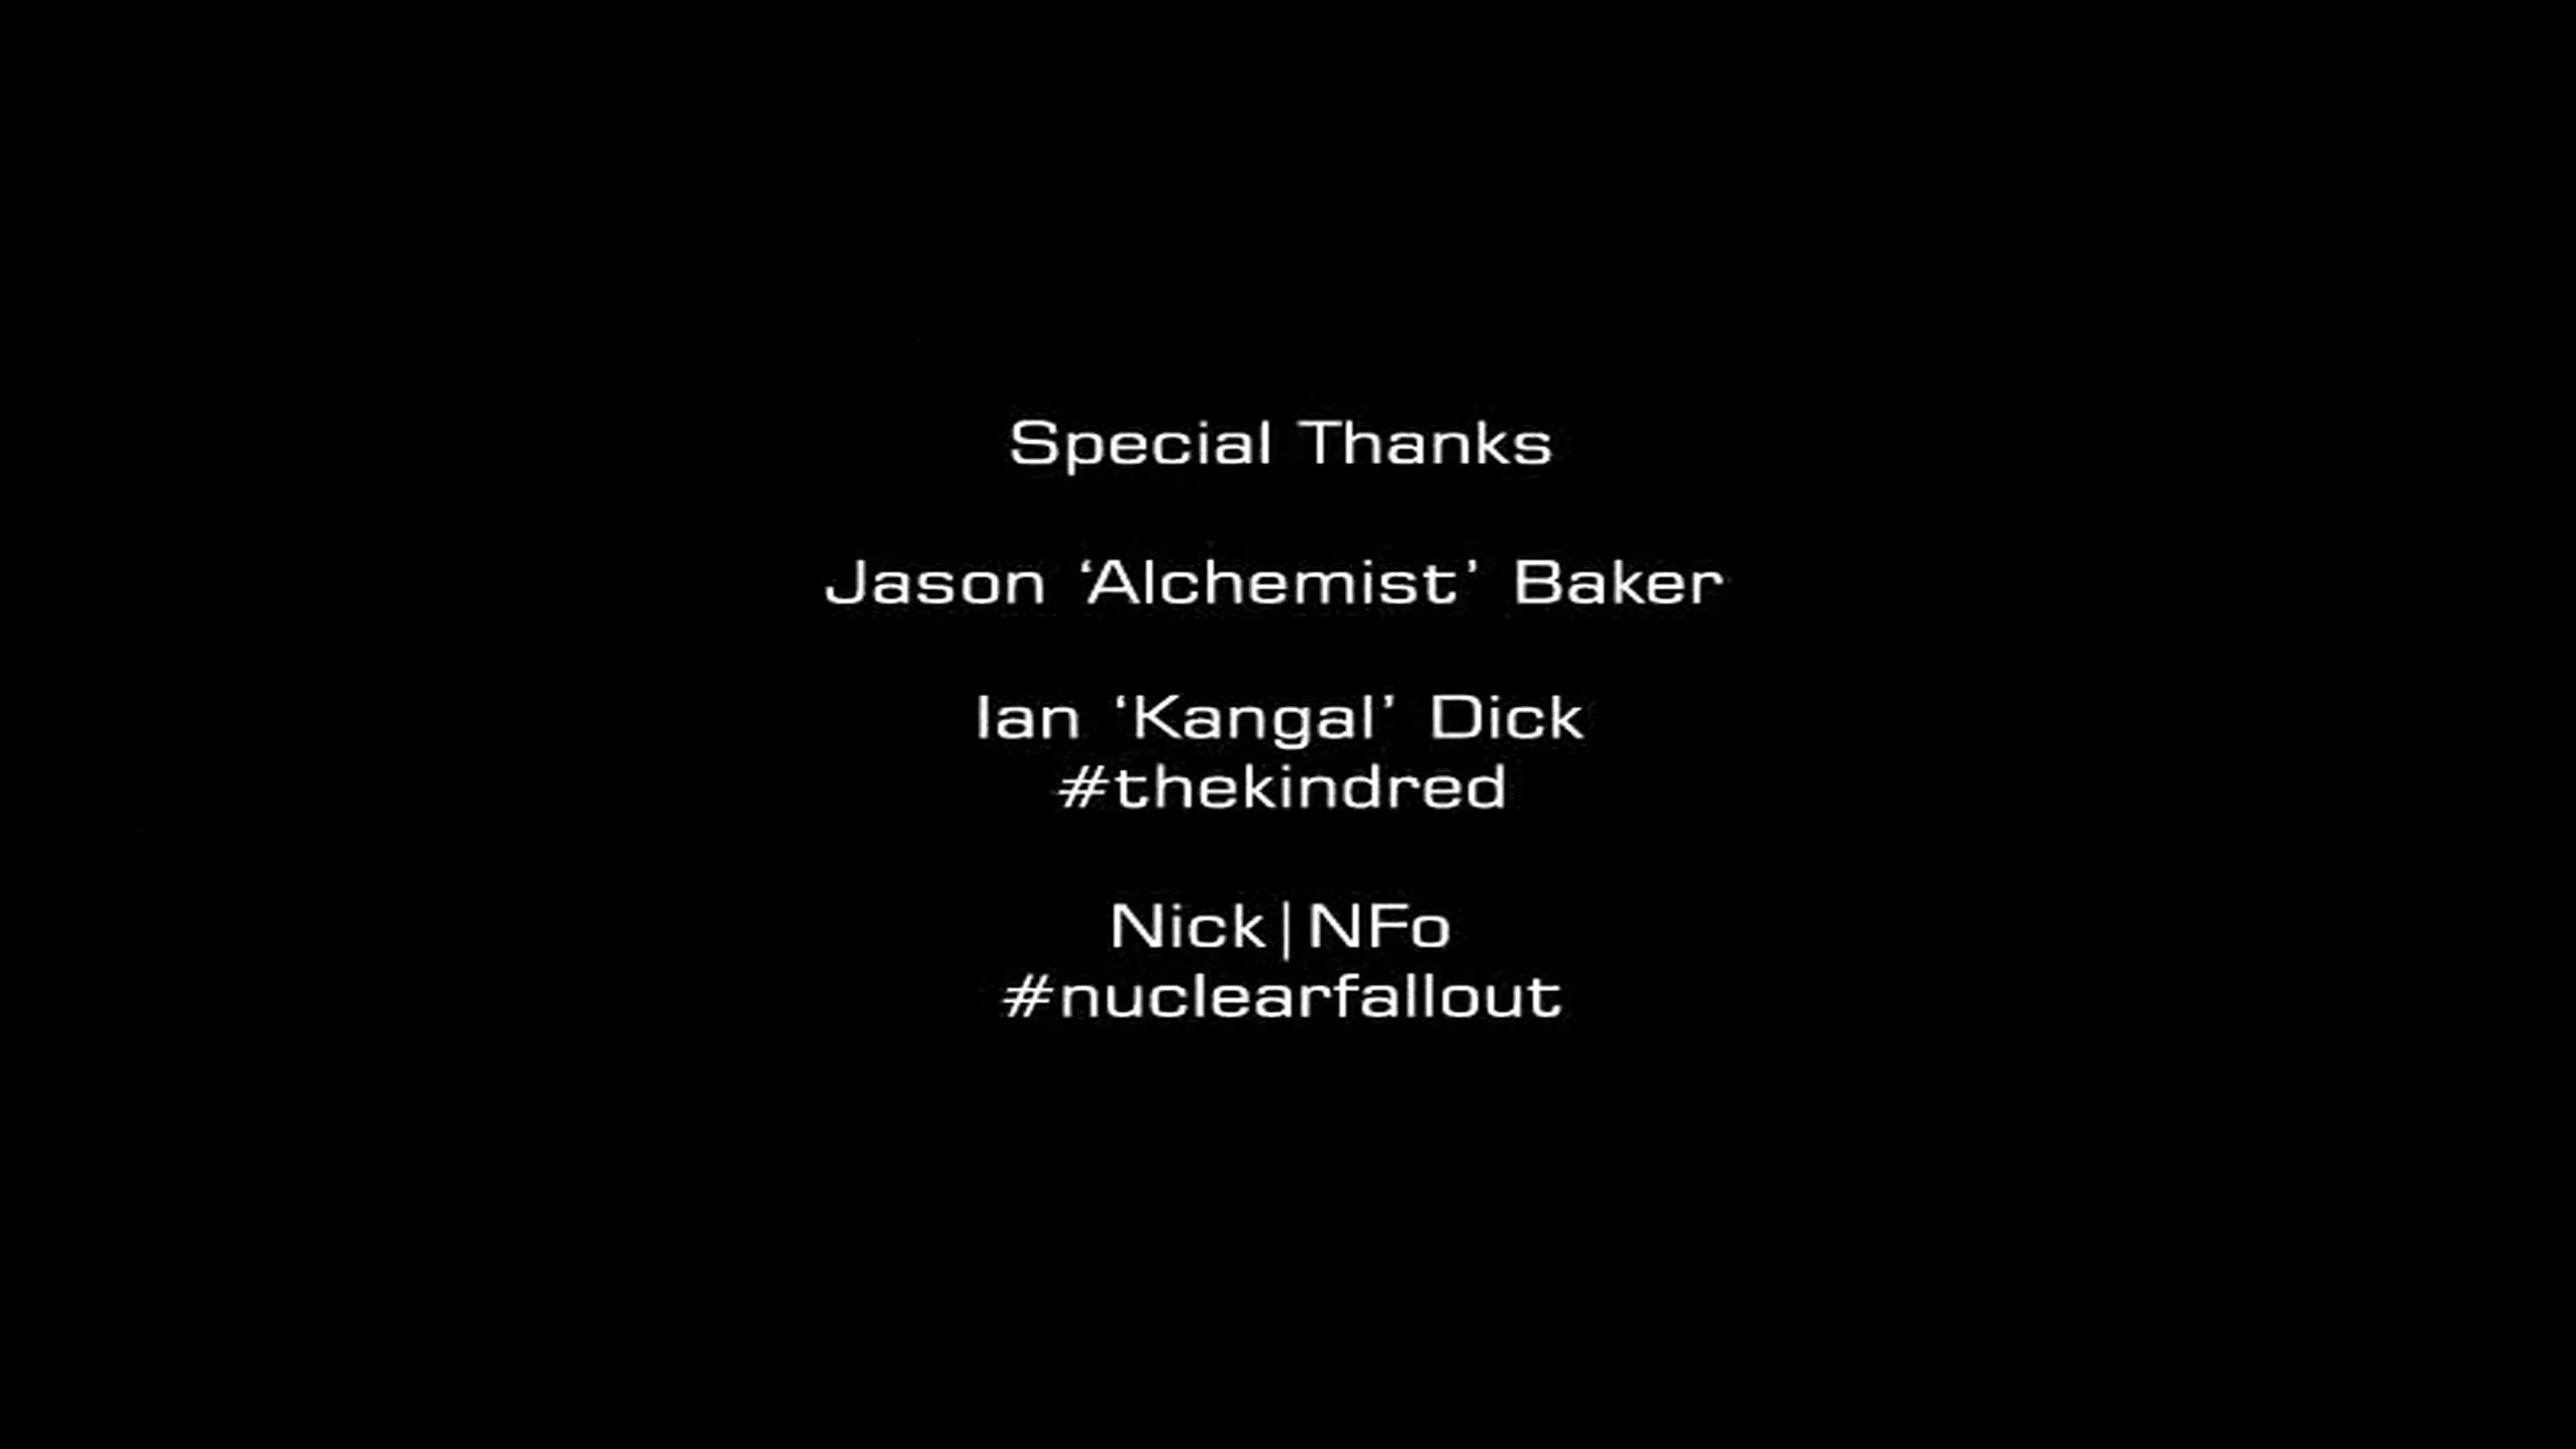 Special Thanks
Jason ‘Alchemist’ Baker
Ian ‘Kangal’ Dick
#thekindred
Nick|NFo
#nuclearfallout